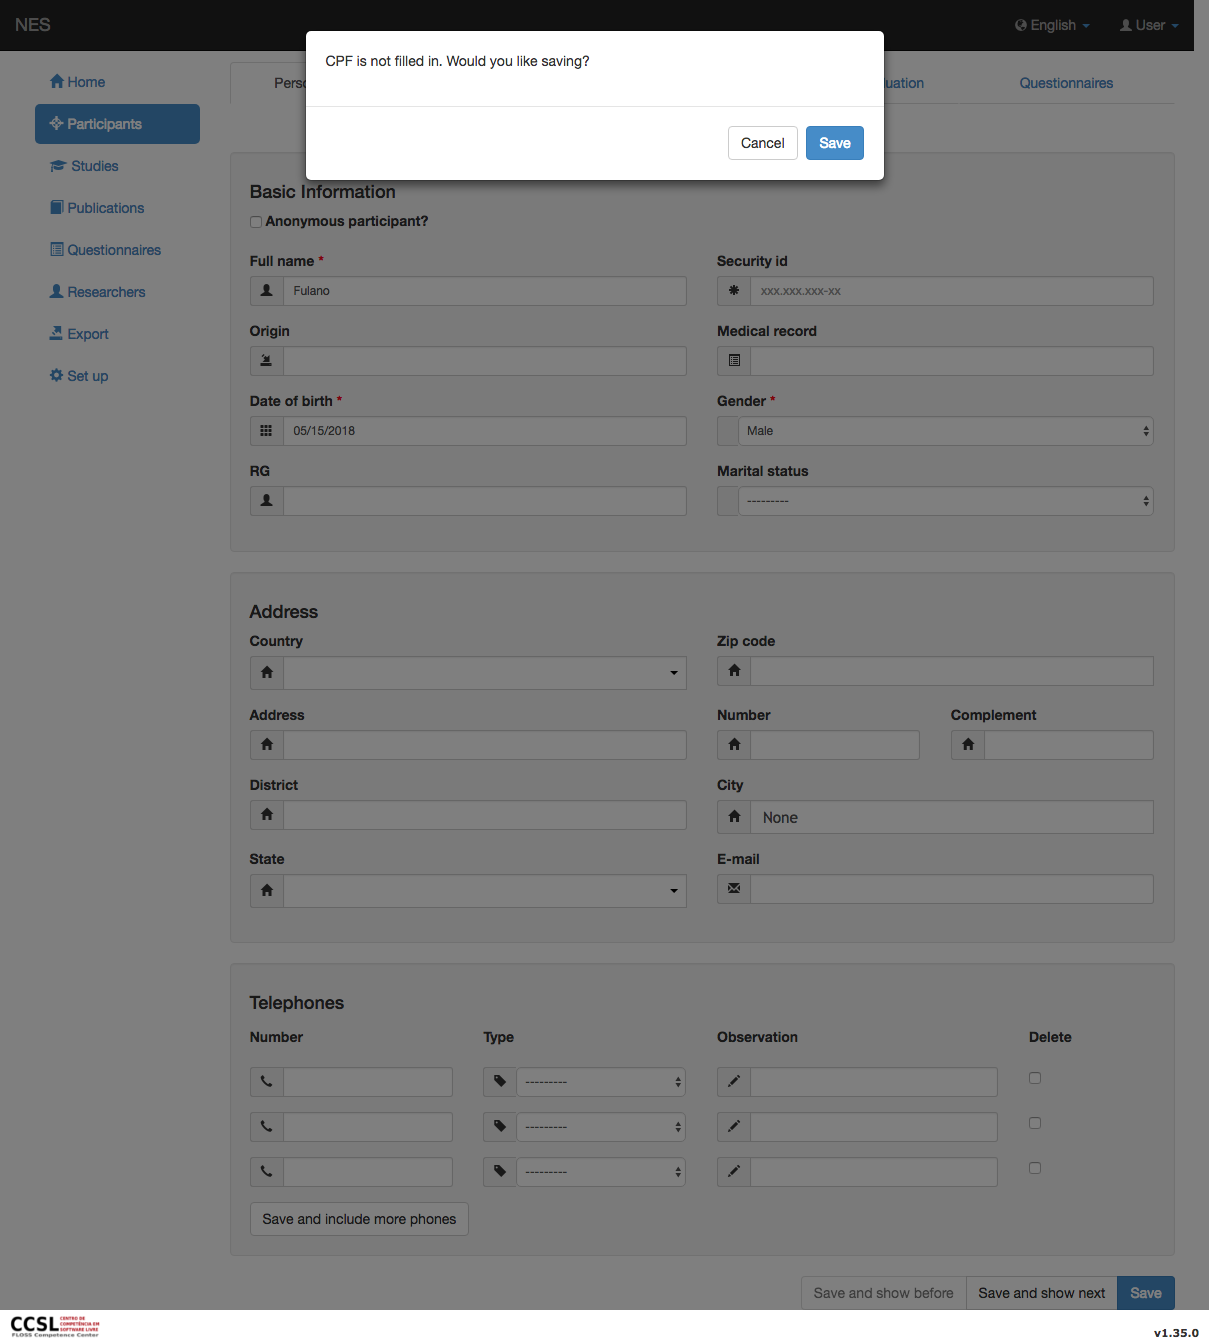 NES
English
User
CPF is not filled in. Would you like saving?
Cancel
Save
Home
Participants
Studies
Publications
Questionnaires
Researchers
Export
Set up
Questionnaires
Basic Information
Anonymous participant?
Full name *
Security id
Fulano
xxx.xxx.xxx-xx
Origin
Medical record
Date of birth *
Gender *
05/15/2018
Male
RG
Marital status
---------
Address
Country
Zip code
Address
Number
Complement
District
City
None
State
E-mail
Telephones
Number
Type
Observation
Delete
---------
---------
---------
Save and include more phones
Save and show before
Save and show next
Save
CCSL
CENTRO DE
COMPETÊNCIA EM
SOFTWARE LIVRE
FLOSS Competence Center
v1.35.0